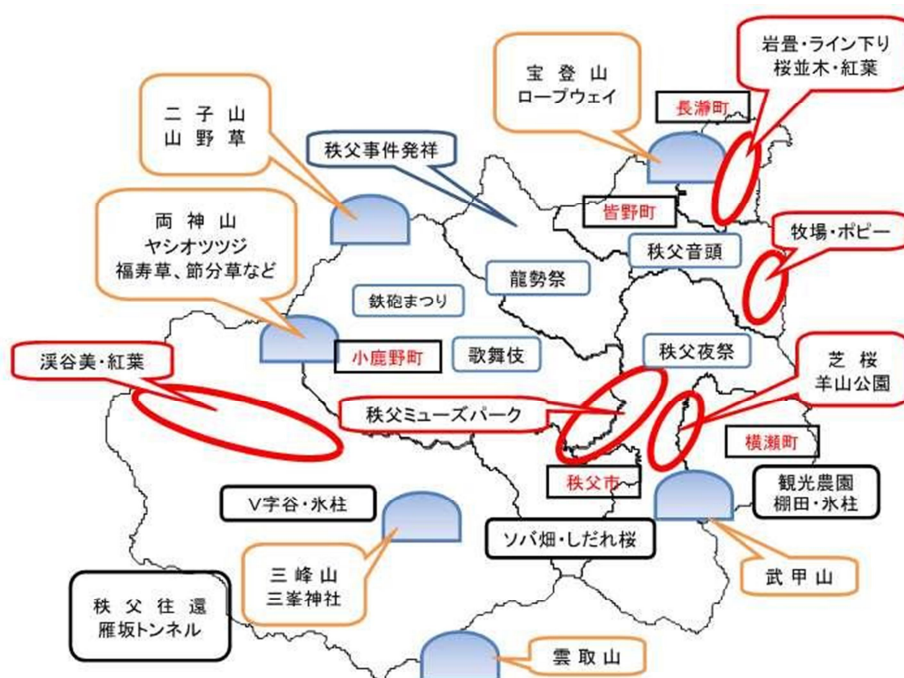 岩畳・ライン下り
桜並木・紅葉
宝登山
ロープウェイ
長瀞町
二子山
山野草
秩父事件発祥
皆野町
両神山
ヤシオツツジ
福寿草、節分草など
秩父音頭
牧場・ポピー
龍勢祭
鉄砲まつり
小鹿野町
歌舞伎
秩父夜祭
渓谷美・紅葉
芝桜
羊山公園
秩父ミューズパーク
横瀬町
秩父市
観光農園
棚田・氷柱
V字谷・氷柱
ソバ畑・しだれ桜
三峰山
三峯神社
武甲山
秩父往還
雁坂トンネル
雲取山